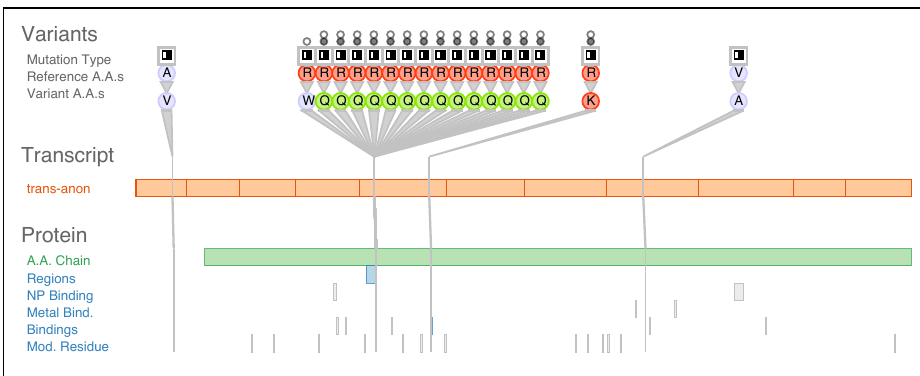 Variants
Mutation Type
Reference A.A.s A R R R R R R R R R R R R R R R R V
Variant A.A.s V W Q Q Q Q Q Q Q Q Q Q Q Q Q Q K A
Transcript
trans-anon
Protein
A.A. Chain
Regions
NP Binding
Metal Bind.
Bindings
Mod. Residue